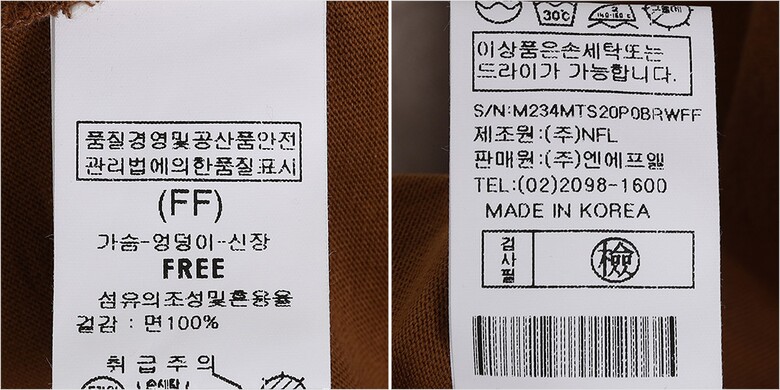 품질경영및공산품안전
관리법에의한품질표시
(FF)
가슴-엉덩이-신장
FREE
섬유의조성및혼용율
겉감 : 면100%
취급주의
손세탁
30℃
이상품은손세탁또는
드라이가 가능합니다.
S/N:M234MTS20P0BRWFF
제조원:(주)NFL
판매원:(주)엔에프엘
TEL:(02)2098-1600
MADE IN KOREA
검사필
檢